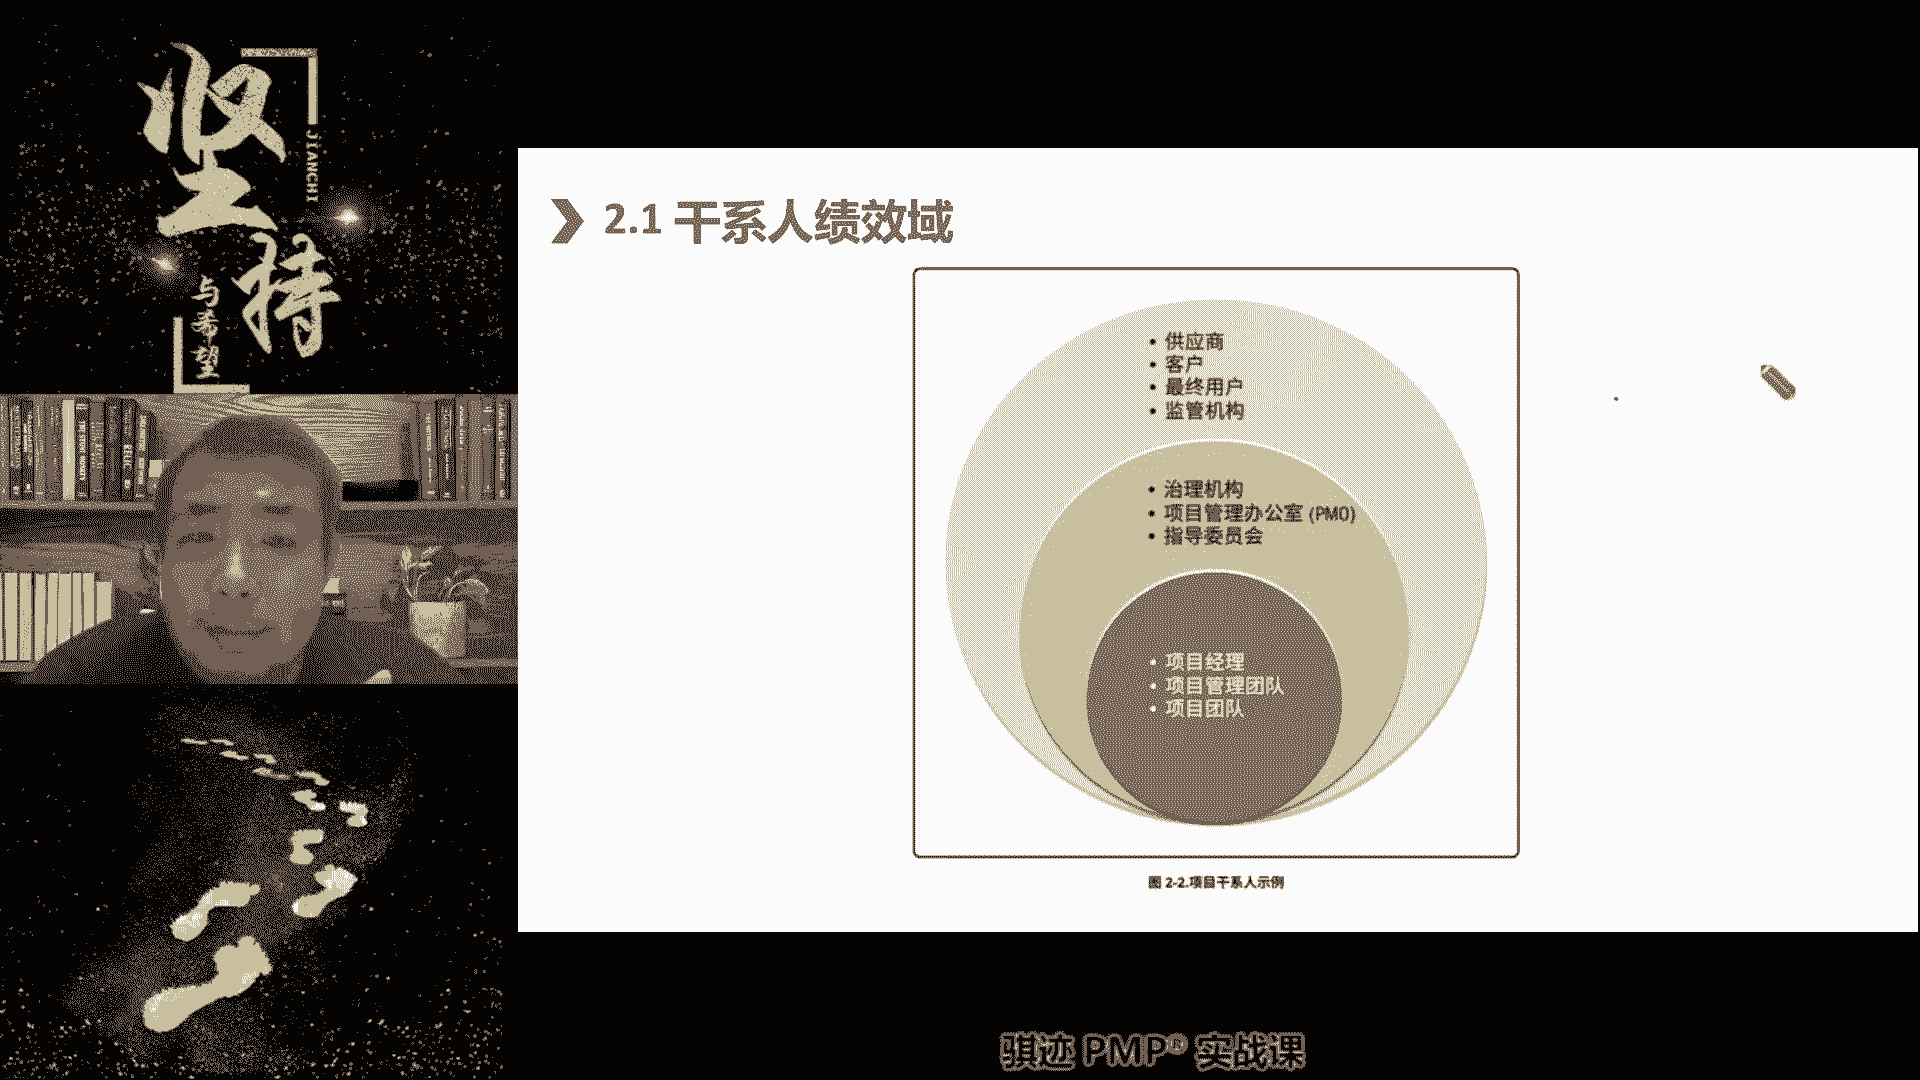 坚持
JIANCHI
与希望
2.1 干系人绩效域
• 供应商
• 客户
• 最终用户
• 监管机构
• 治理机构
• 项目管理办公室 (PMO)
• 指导委员会
• 项目经理
• 项目管理团队
• 项目团队
图 2-2.项目干系人示例
骐迹 PMP® 实战课